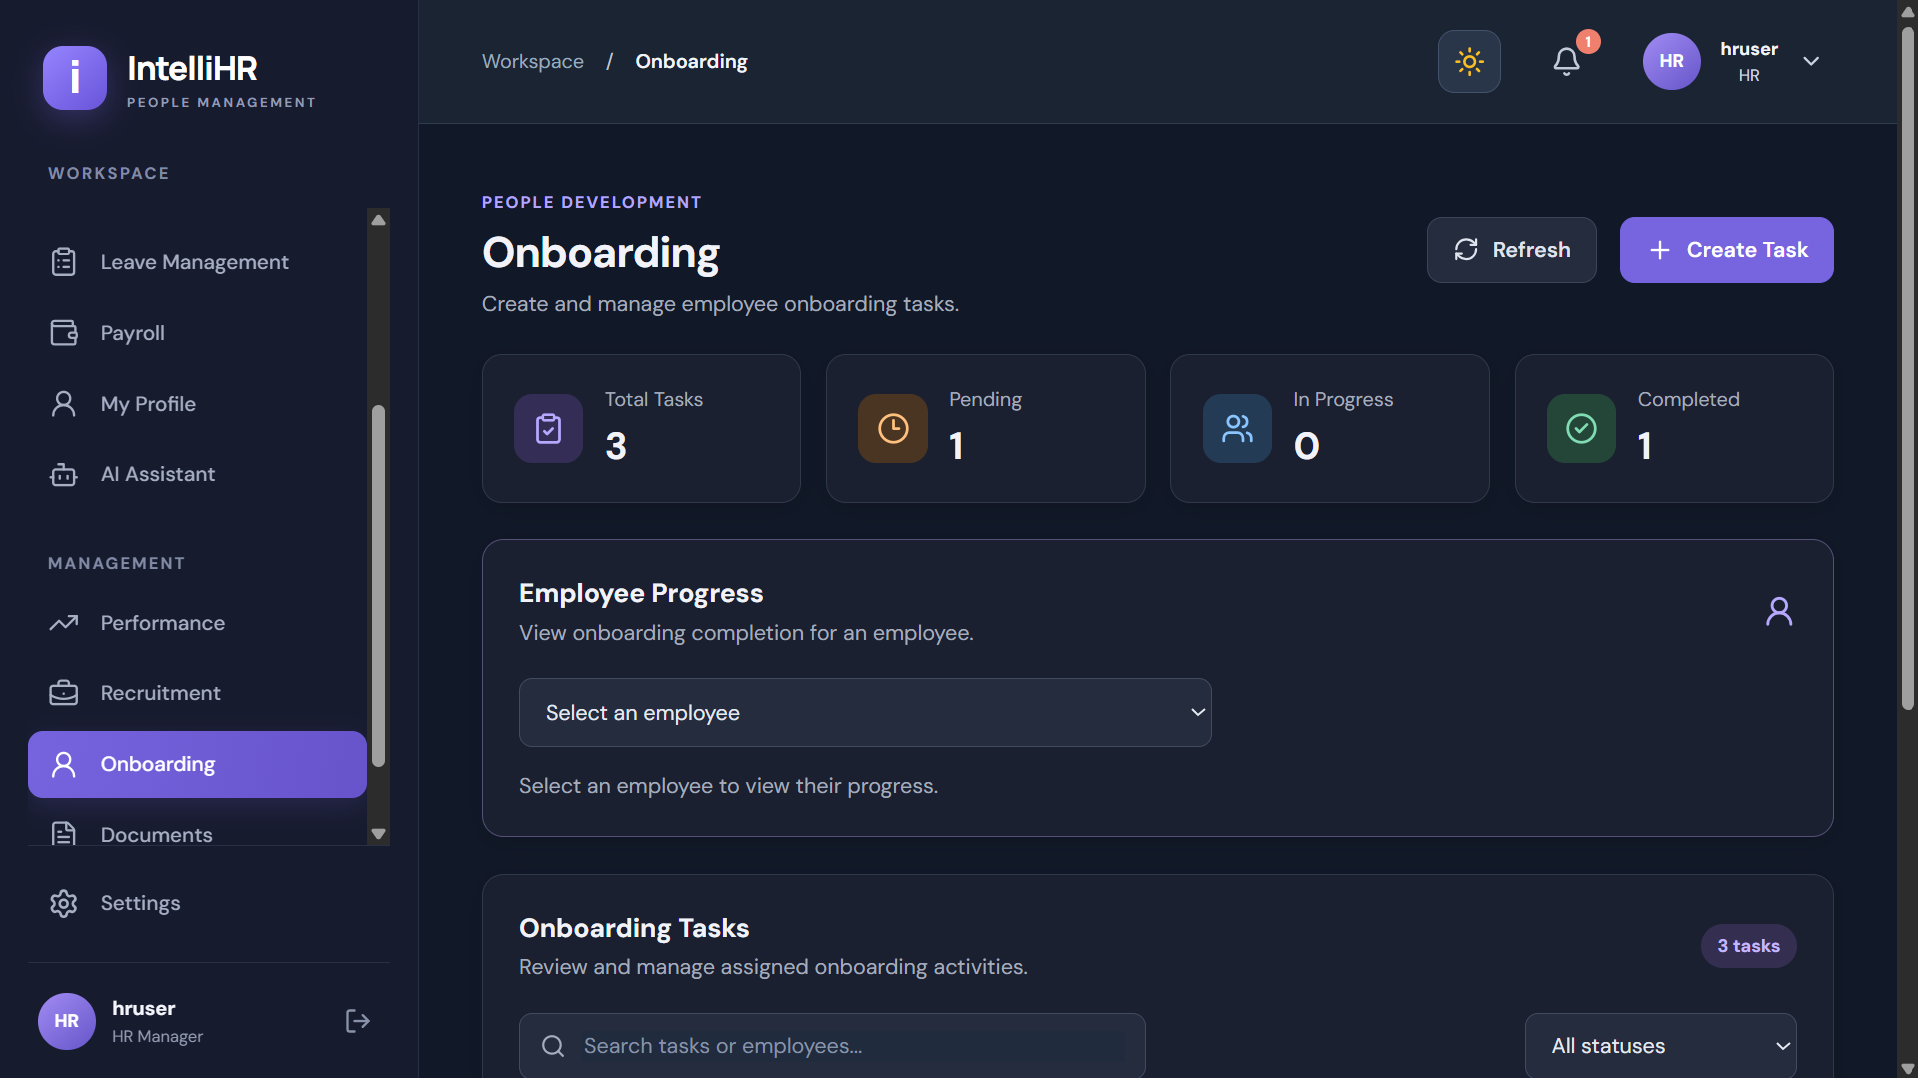 i
IntelliHR
PEOPLE MANAGEMENT
WORKSPACE
Leave Management
Payroll
My Profile
AI Assistant
MANAGEMENT
Performance
Recruitment
Onboarding
Documents
Settings
HR
hruser
HR Manager
Workspace / Onboarding
1
HR
hruser
HR
PEOPLE DEVELOPMENT
Onboarding
Create and manage employee onboarding tasks.
Refresh
Create Task
Total Tasks
3
Pending
1
In Progress
0
Completed
1
Employee Progress
View onboarding completion for an employee.
Select an employee
Select an employee to view their progress.
Onboarding Tasks
Review and manage assigned onboarding activities.
3 tasks
Search tasks or employees...
All statuses